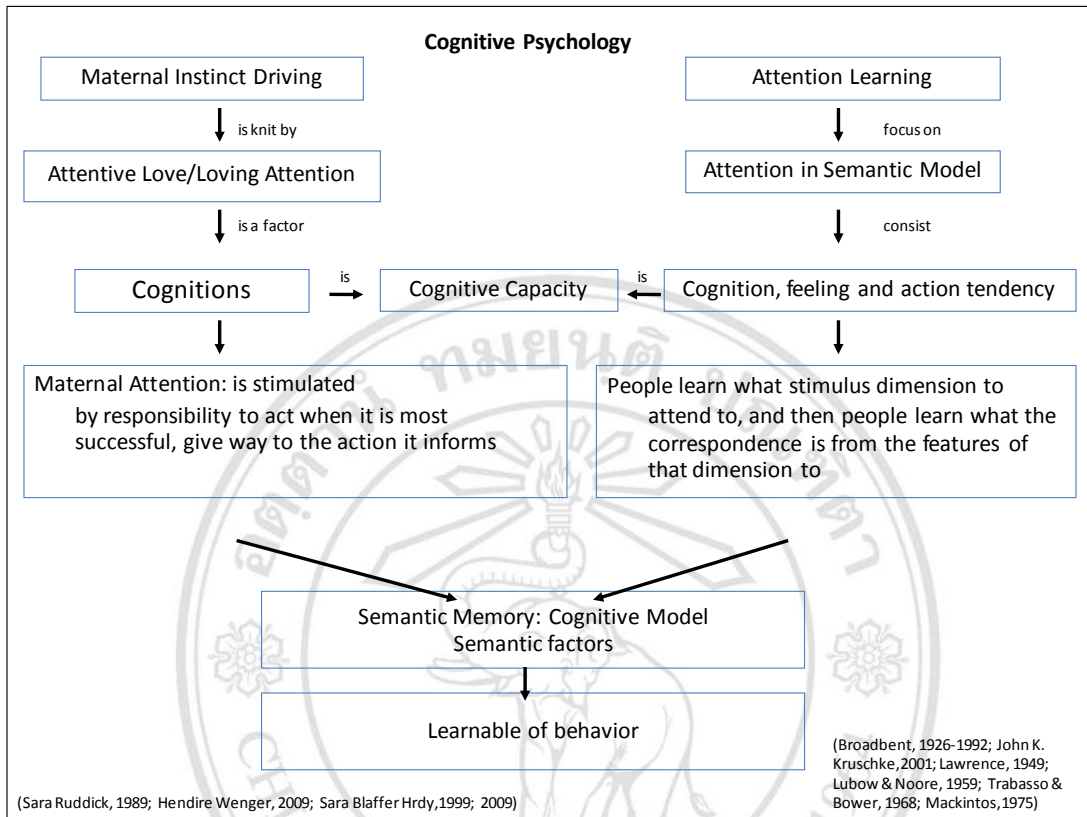 Cognitive Psychology
Maternal Instinct Driving
Attention Learning
is knit by
focus on
Attentive Love/Loving Attention
Attention in Semantic Model
is a factor
consist
Cognitions
is
Cognitive Capacity
is
Cognition, feeling and action tendency
Maternal Attention: is stimulated
by responsibility to act when it is most
successful, give way to the action it informs
People learn what stimulus dimension to
attend to, and then people learn what the
correspondence is from the features of
that dimension to
Semantic Memory: Cognitive Model
Semantic factors
Learnable of behavior
(Sara Ruddick, 1989; Hendire Wenger, 2009; Sara Blaffer Hrdy,1999; 2009)
(Broadbent, 1926-1992; John K.
Kruschke,2001; Lawrence, 1949;
Lubow & Noore, 1959; Trabasso &
Bower, 1968; Mackintos,1975)